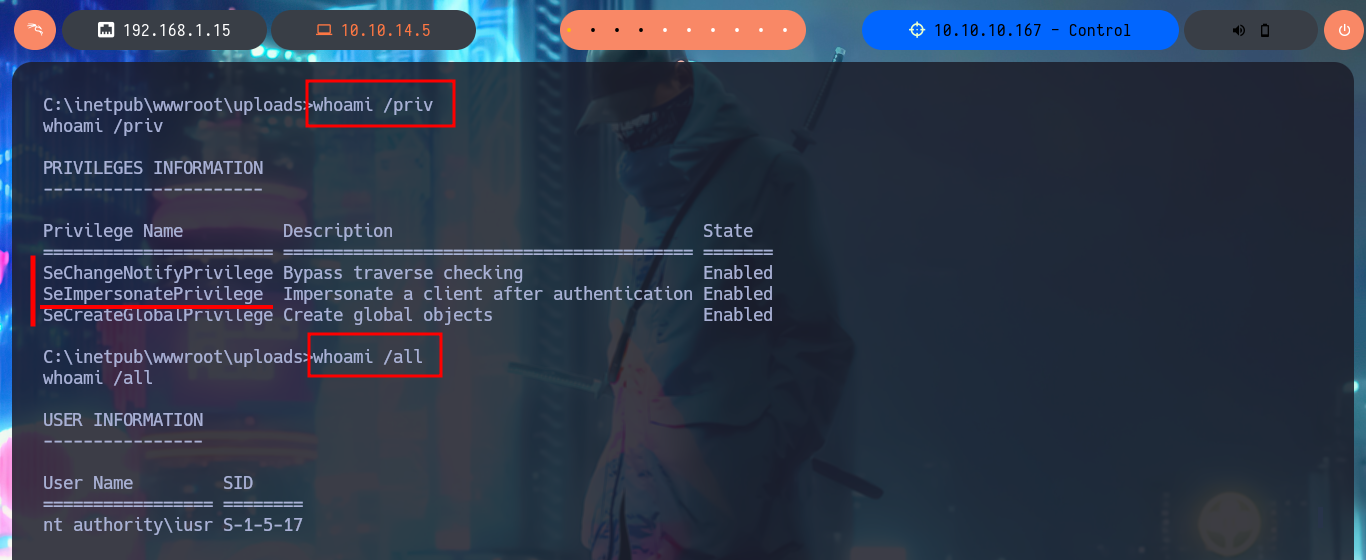 192.168.1.15 10.10.14.5 10.10.10.167 - Control
C:\inetpub\wwwroot\uploads>whoami /priv
whoami /priv
PRIVILEGES INFORMATION
----------------------
Privilege Name Description State
======================= ========================================= =======
SeChangeNotifyPrivilege Bypass traverse checking Enabled
SeImpersonatePrivilege Impersonate a client after authentication Enabled
SeCreateGlobalPrivilege Create global objects Enabled
C:\inetpub\wwwroot\uploads>whoami /all
whoami /all
USER INFORMATION
----------------
User Name SID
================= ========
nt authority\iusr S-1-5-17